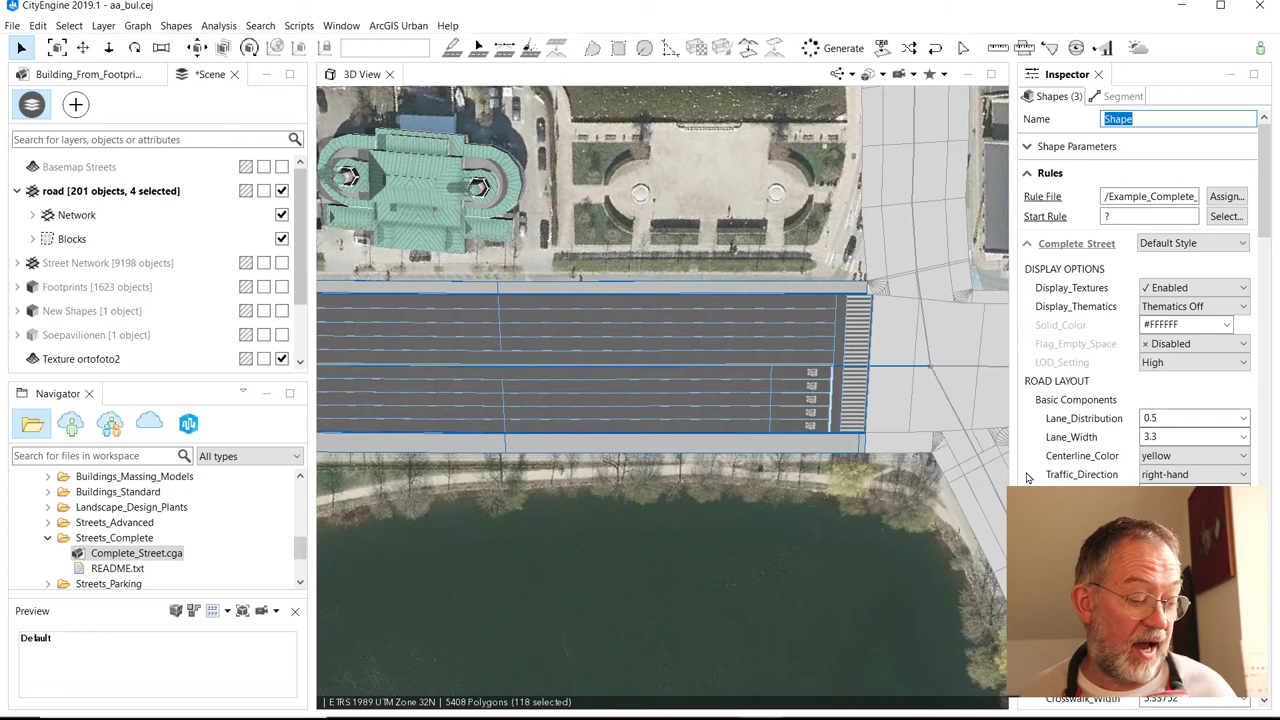 CityEngine 2019.1 - aa_bul.cej
File Edit Select Layer Graph Shapes Analysis Search Scripts Window ArcGIS Urban Help
Generate
Building_From_Footpri... *Scene
Search for layers, objects or attributes
Basemap Streets
road [201 objects, 4 selected]
Network
Blocks
Street Network [9198 objects]
Footprints [1623 objects]
New Shapes [1 object]
Soepavilionen [1 object]
Texture ortofoto2
Navigator
Search for files in workspace All types
Buildings_Massing_Models
Buildings_Standard
Landscape_Design_Plants
Streets_Advanced
Streets_Complete
Complete_Street.cga
README.txt
Streets_Parking
Preview
Default
3D View
ETRS 1989 UTM Zone 32N | 5408 Polygons (118 selected)
Inspector
Shapes (3) Segment
Name Shape
Shape Parameters
Rules
Rule File /Example_Complete_ Assign...
Start Rule ? Select...
Complete Street Default Style
DISPLAY OPTIONS
Display_Textures ✓ Enabled
Display_Thematics Thematics Off
Solid_Color #FFFFFF
Flag_Empty_Space × Disabled
LOD_Setting High
ROAD LAYOUT
Basic Components
Lane_Distribution 0.5
Lane_Width 3.3
Centerline_Color yellow
Traffic_Direction right-hand